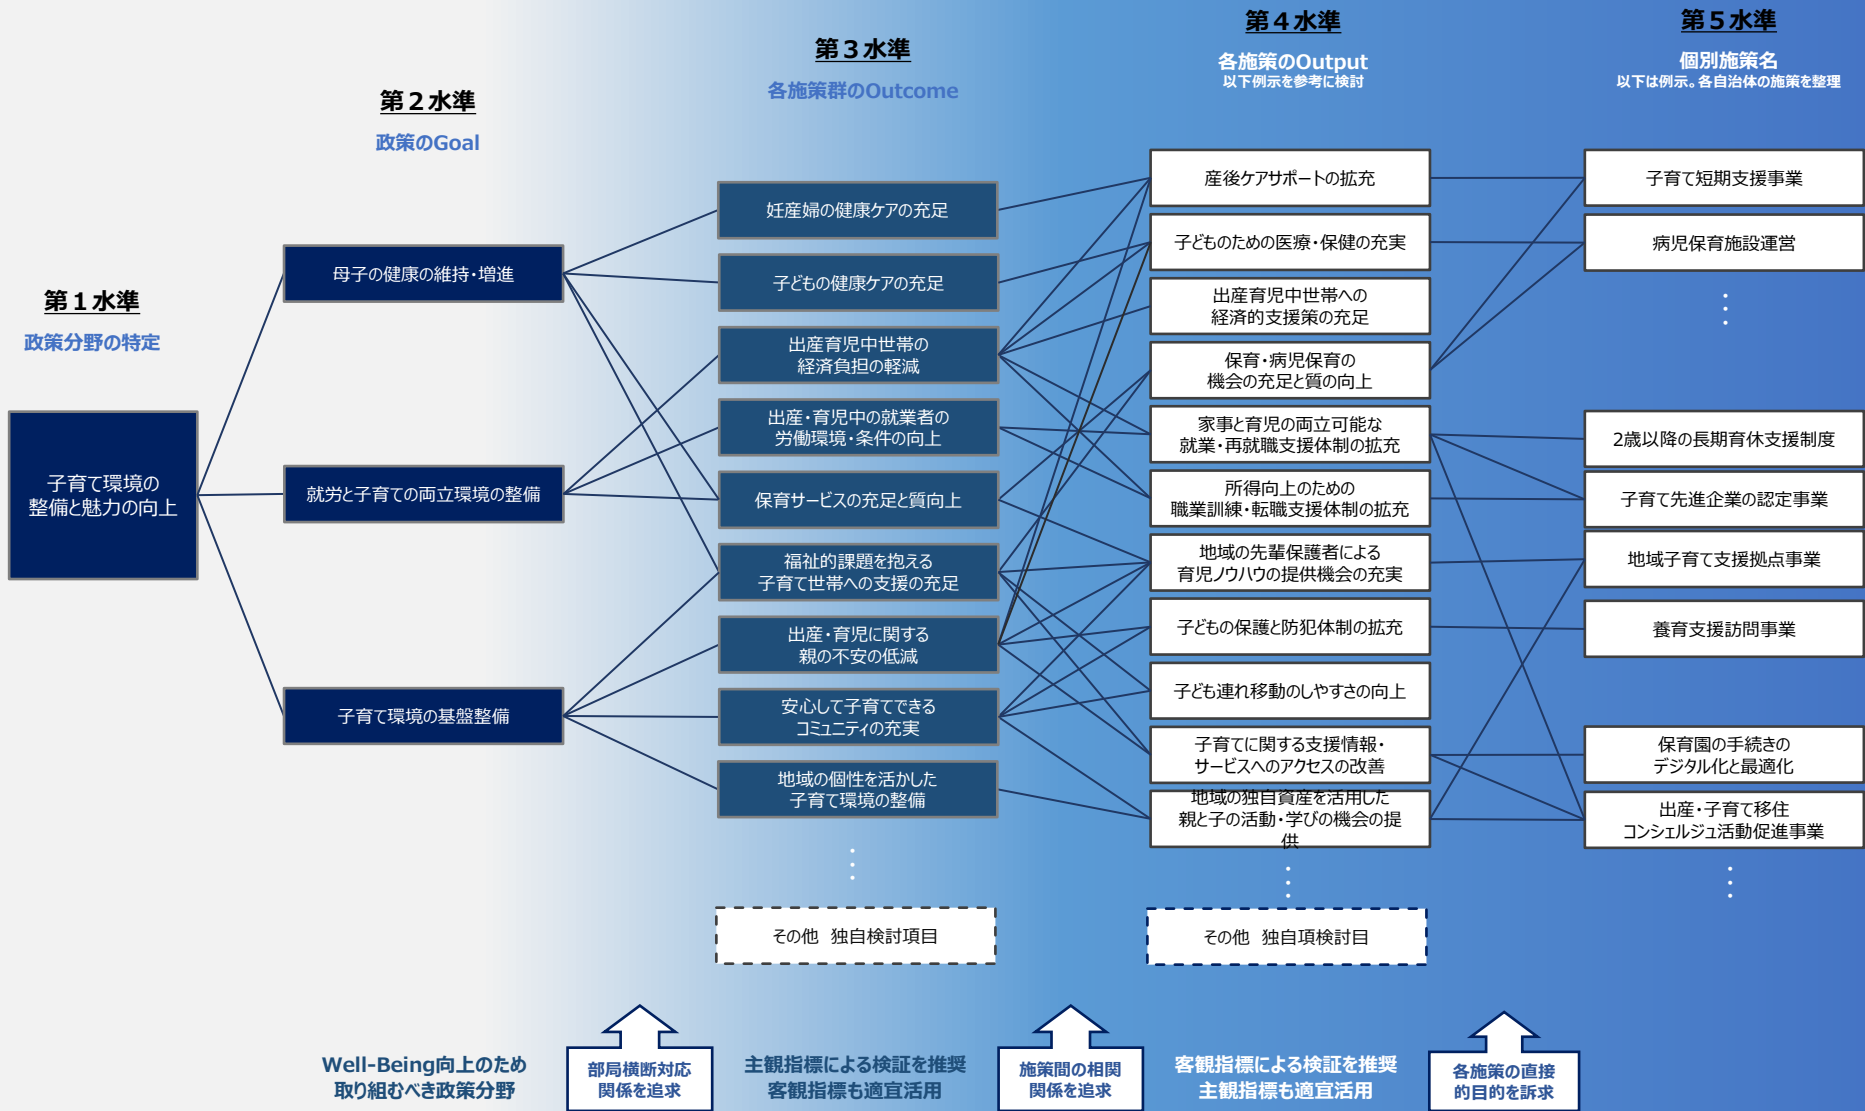 第１水準
政策分野の特定
子育て環境の
整備と魅力の向上
第２水準
政策のGoal
母子の健康の維持・増進
就労と子育ての両立環境の整備
子育て環境の基盤整備
第３水準
各施策群のOutcome
妊産婦の健康ケアの充足
子どもの健康ケアの充足
出産育児中世帯の
経済負担の軽減
出産・育児中の就業者の
労働環境・条件の向上
保育サービスの充足と質向上
福祉的課題を抱える
子育て世帯への支援の充足
出産・育児に関する
親の不安の低減
安心して子育てできる
コミュニティの充実
地域の個性を活かした
子育て環境の整備
その他 独自検討項目
第４水準
各施策のOutput
以下例示を参考に検討
産後ケアサポートの拡充
子どものための医療・保健の充実
出産育児中世帯への
経済的支援策の充足
保育・病児保育の
機会の充足と質の向上
家事と育児の両立可能な
就業・再就職支援体制の拡充
所得向上のための
職業訓練・転職支援体制の拡充
地域の先輩保護者による
育児ノウハウの提供機会の充実
子どもの保護と防犯体制の拡充
子ども連れ移動のしやすさの向上
子育てに関する支援情報・
サービスへのアクセスの改善
地域の独自資産を活用した
親と子の活動・学びの機会の提
供
その他 独自項検討目
第５水準
個別施策名
以下は例示。各自治体の施策を整理
子育て短期支援事業
病児保育施設運営
2歳以降の長期育休支援制度
子育て先進企業の認定事業
地域子育て支援拠点事業
養育支援訪問事業
保育園の手続きの
デジタル化と最適化
出産・子育て移住
コンシェルジュ活動促進事業
Well-Being向上のため
取り組むべき政策分野
部局横断対応
関係を追求
主観指標による検証を推奨
客観指標も適宜活用
施策間の相関
関係を追求
客観指標による検証を推奨
主観指標も適宜活用
各施策の直接
的目的を訴求